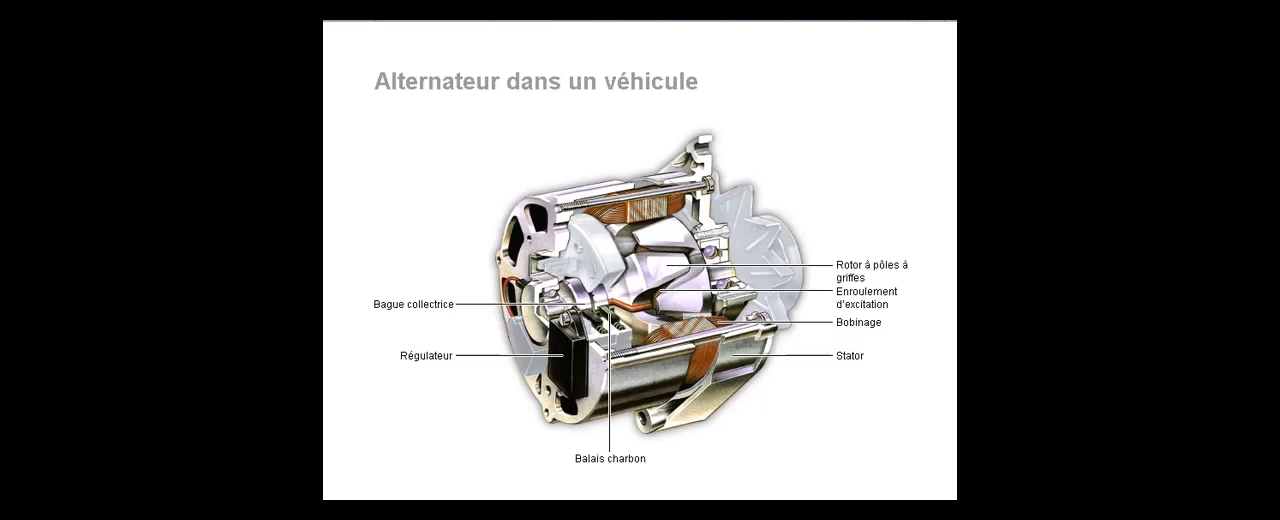 Alternateur dans un véhicule
Rotor à pôles à
griffes
Enroulement
d'excitation
Bague collectrice
Bobinage
Régulateur
Stator
Balais charbon